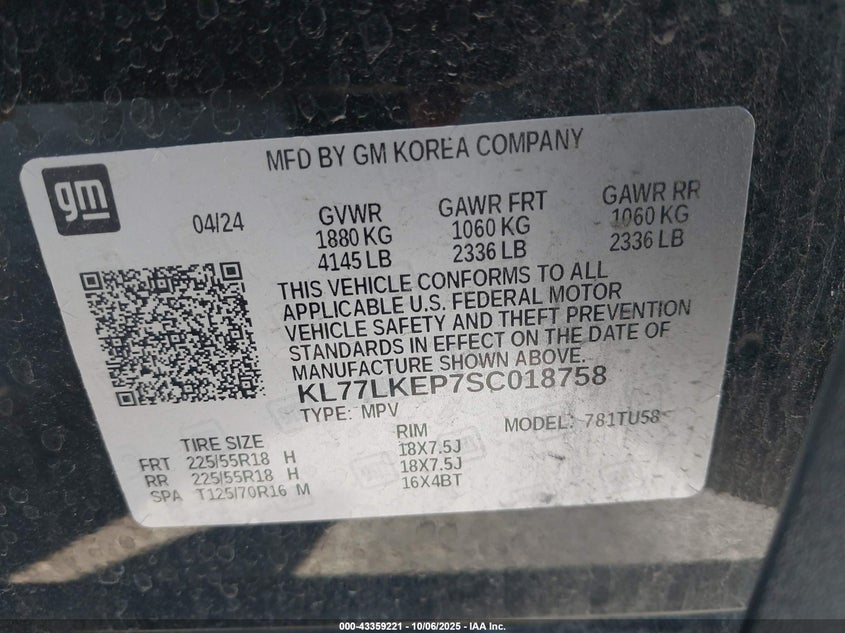 gm
MFD BY GM KOREA COMPANY
04/24
GVWR
1880 KG
4145 LB
GAWR FRT
1060 KG
2336 LB
GAWR RR
1060 KG
2336 LB
THIS VEHICLE CONFORMS TO ALL
APPLICABLE U.S. FEDERAL MOTOR
VEHICLE SAFETY AND THEFT PREVENTION
STANDARDS IN EFFECT ON THE DATE OF
MANUFACTURE SHOWN ABOVE.
KL77LKEP7SC018758
TYPE: MPV
MODEL: 781TU58
TIRE SIZE
RIM
FRT 225/55R18 H 18X7.5J
RR 225/55R18 H 18X7.5J
SPA T125/70R16 M 16X4BT
000-43359221 - 10/06/2025 - IAA Inc.